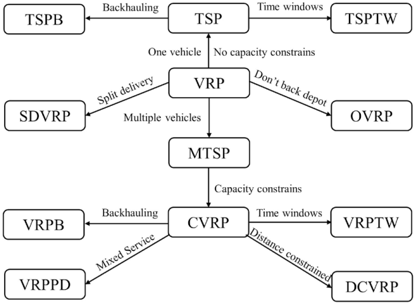 TSPB
Backhauling
TSP
Time windows
TSPTW
One vehicle
No capacity constrains
Split delivery
VRP
Don't back depot
SDVRP
Multiple vehicles
OVRP
MTSP
Capacity constrains
VRPB
Backhauling
CVRP
Time windows
VRPTW
Mixed Service
Distance constrained
VRPPD
DCVRP